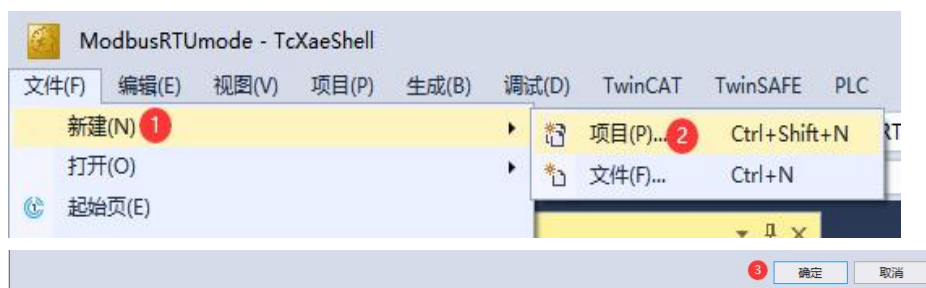 ModbusRTUmode - TcXaeShell
文件(F) 编辑(E) 视图(V) 项目(P) 生成(B) 调试(D) TwinCAT TwinSAFE PLC
新建(N) 1
项目(P)... 2 Ctrl+Shift+N RT
打开(O)
文件(F)... Ctrl+N
起始页(E)
3 确定 取消